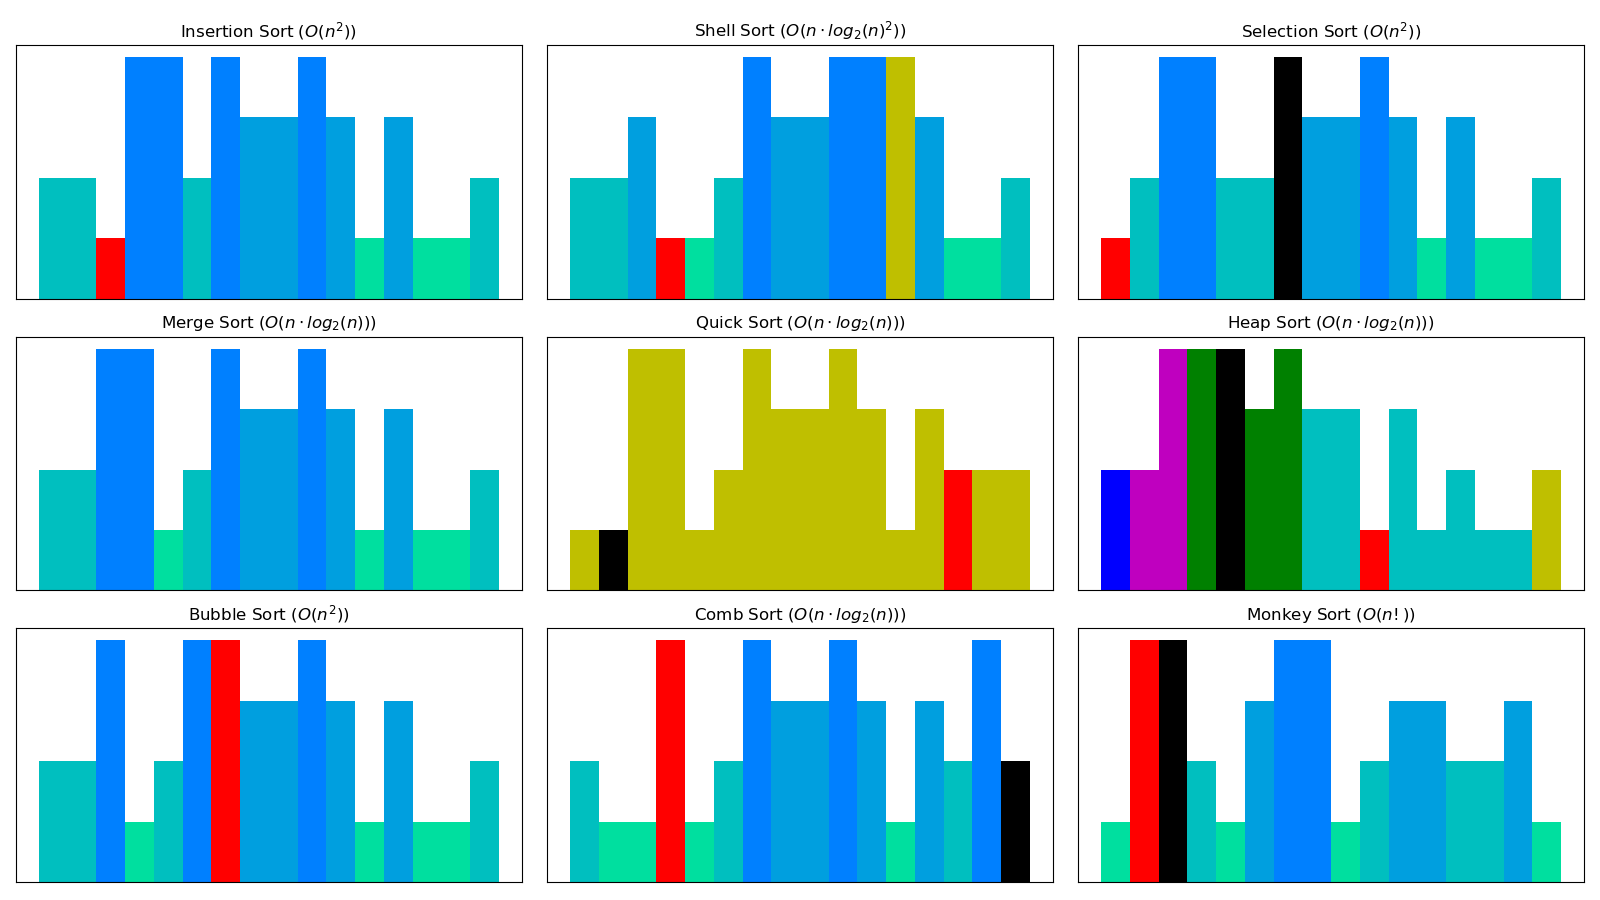 Insertion Sort (O(n²))
Shell Sort (O(n · log₂(n)²))
Selection Sort (O(n²))
Merge Sort (O(n · log₂(n)))
Quick Sort (O(n · log₂(n)))
Heap Sort (O(n · log₂(n)))
Bubble Sort (O(n²))
Comb Sort (O(n · log₂(n)))
Monkey Sort (O(n!))